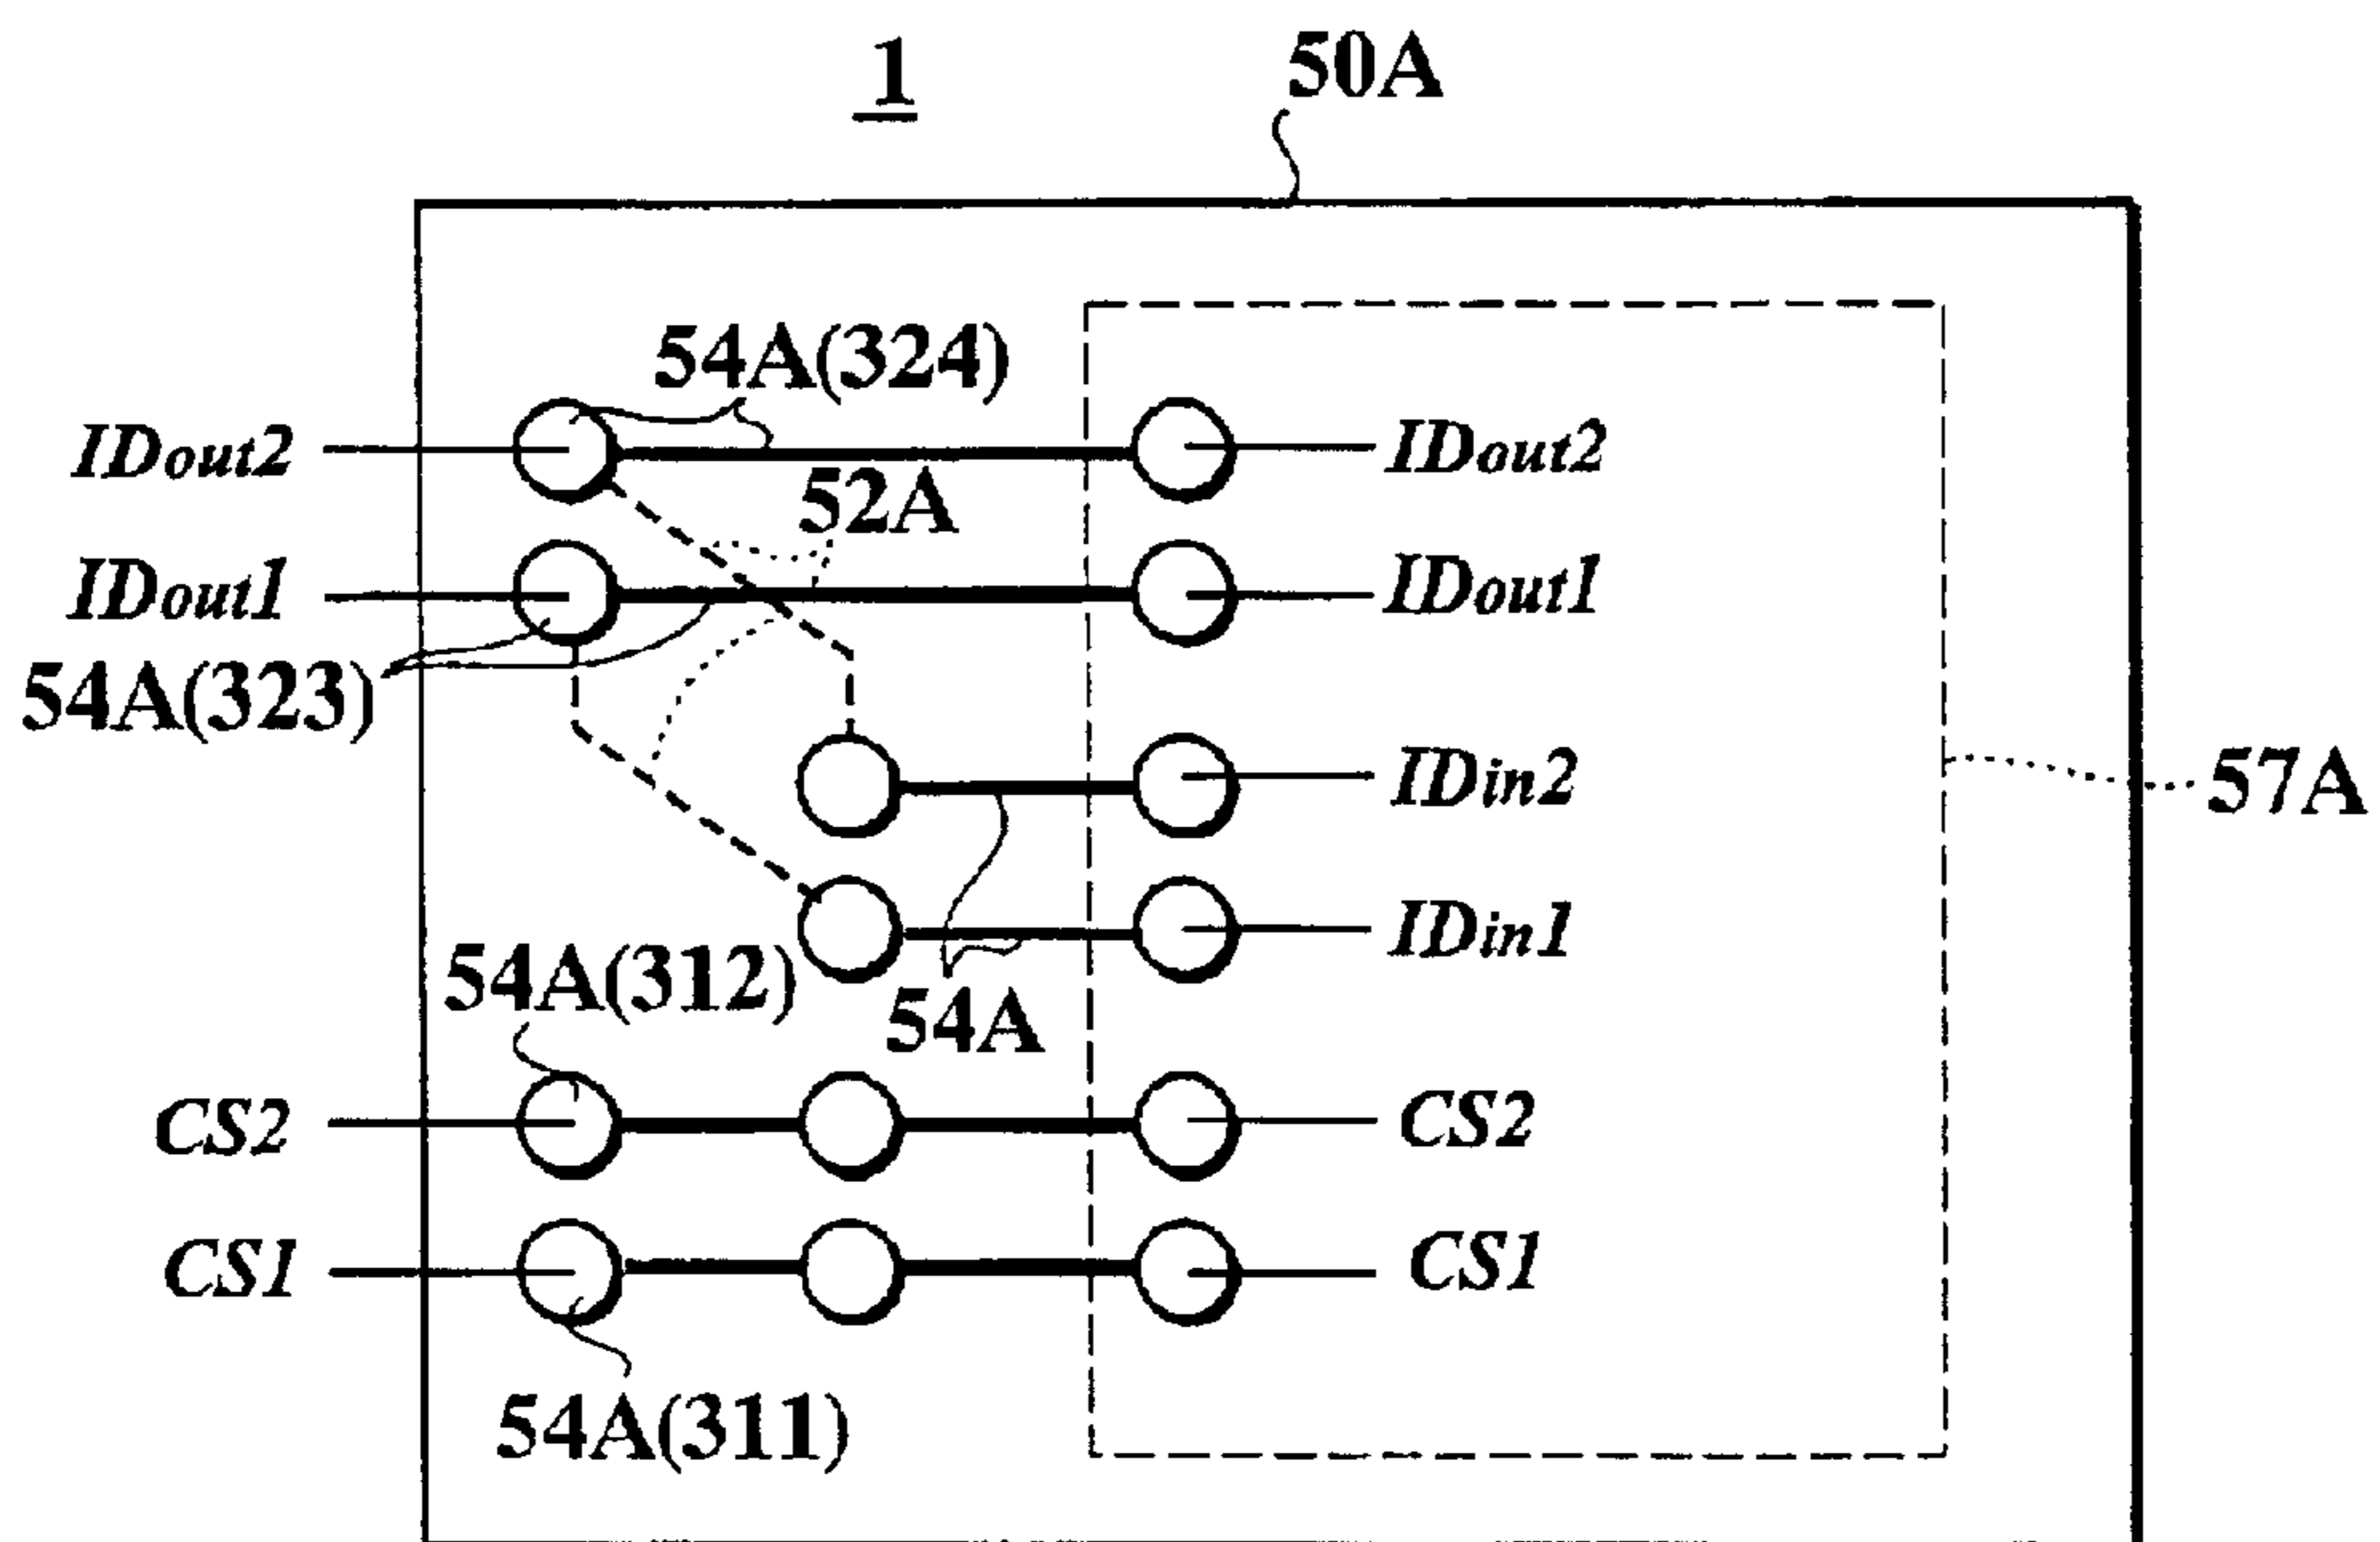 1
50A
54A(324)
IDout2
IDout2
52A
IDout1
IDout1
54A(323)
IDin2
57A
IDin1
54A(312)
54A
CS2
CS2
CS1
CS1
54A(311)